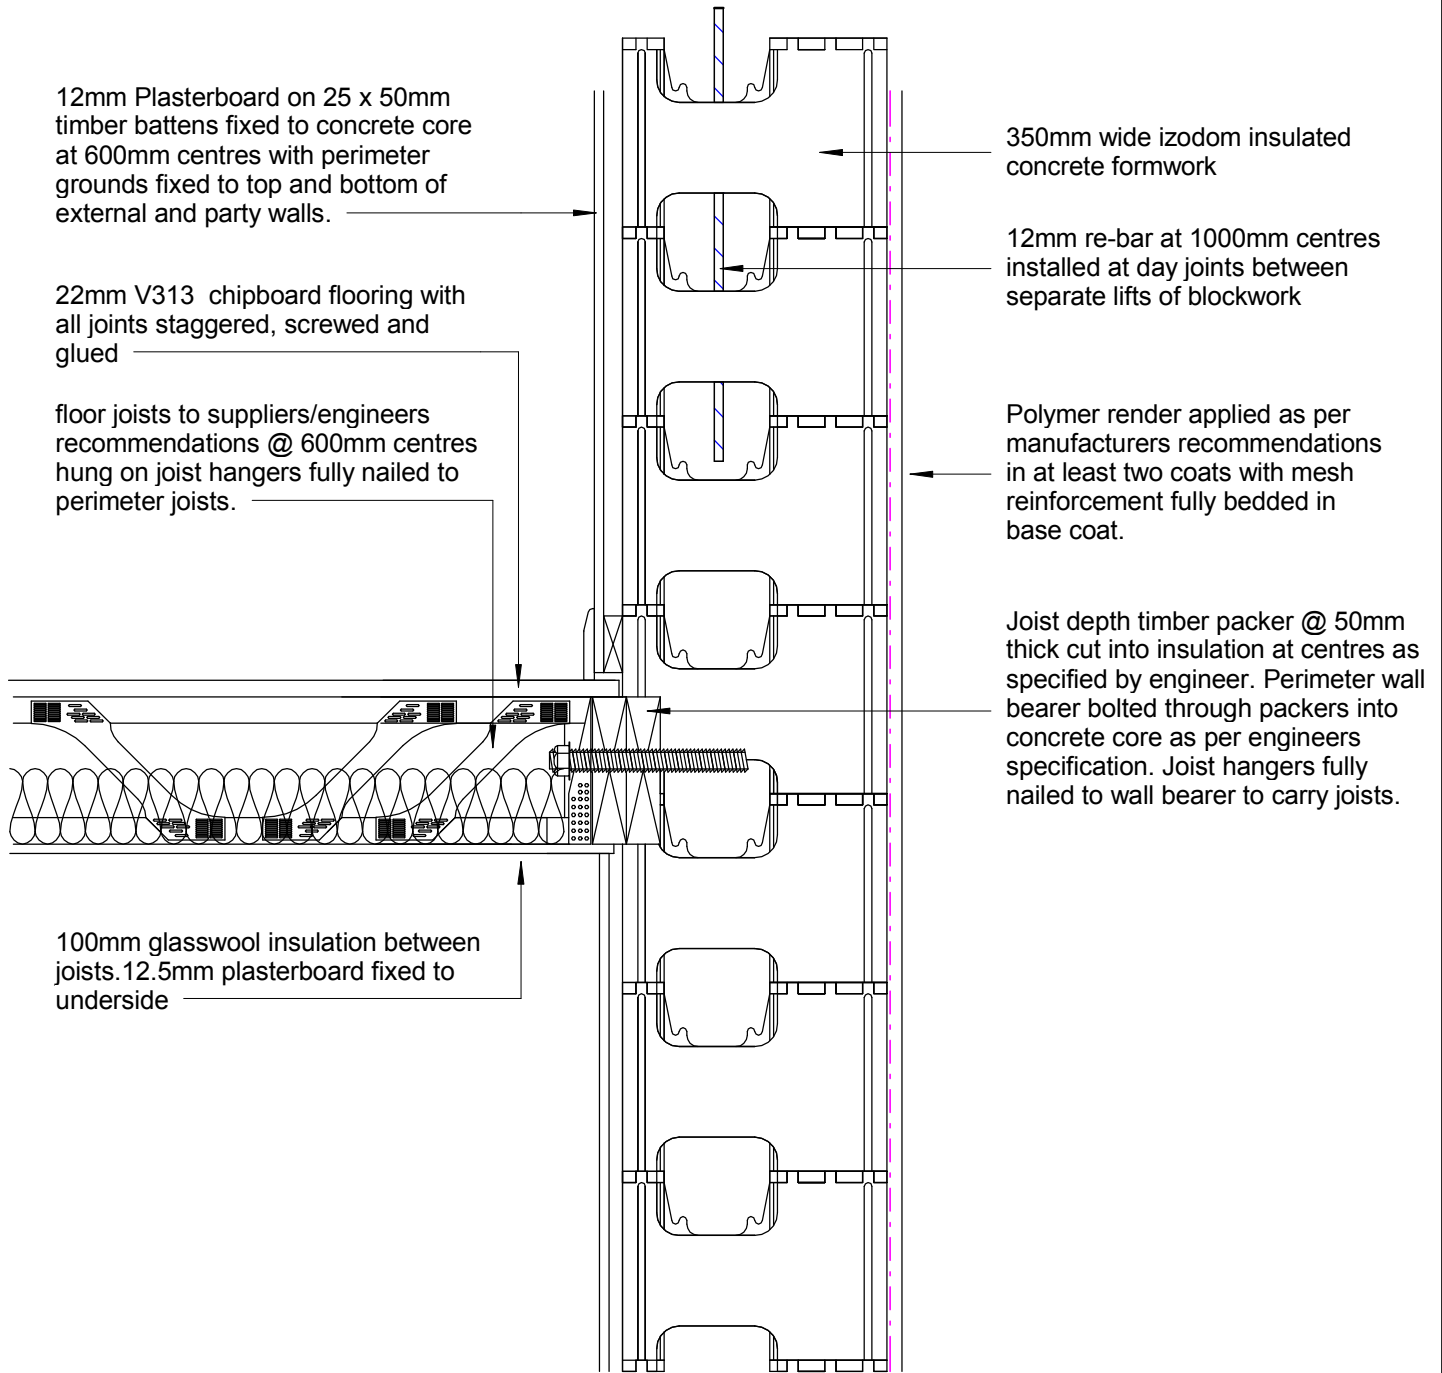 12mm Plasterboard on 25 x 50mm
timber battens fixed to concrete core
at 600mm centres with perimeter
grounds fixed to top and bottom of
external and party walls.
22mm V313  chipboard flooring with
all joints staggered, screwed and
glued
floor joists to suppliers/engineers
recommendations @ 600mm centres
hung on joist hangers fully nailed to
perimeter joists.
100mm glasswool insulation between
joists.12.5mm plasterboard fixed to
underside
350mm wide izodom insulated
concrete formwork
12mm re-bar at 1000mm centres
installed at day joints between
separate lifts of blockwork
Polymer render applied as per
manufacturers recommendations
in at least two coats with mesh
reinforcement fully bedded in
base coat.
Joist depth timber packer @ 50mm
thick cut into insulation at centres as
specified by engineer. Perimeter wall
bearer bolted through packers into
concrete core as per engineers
specification. Joist hangers fully
nailed to wall bearer to carry joists.